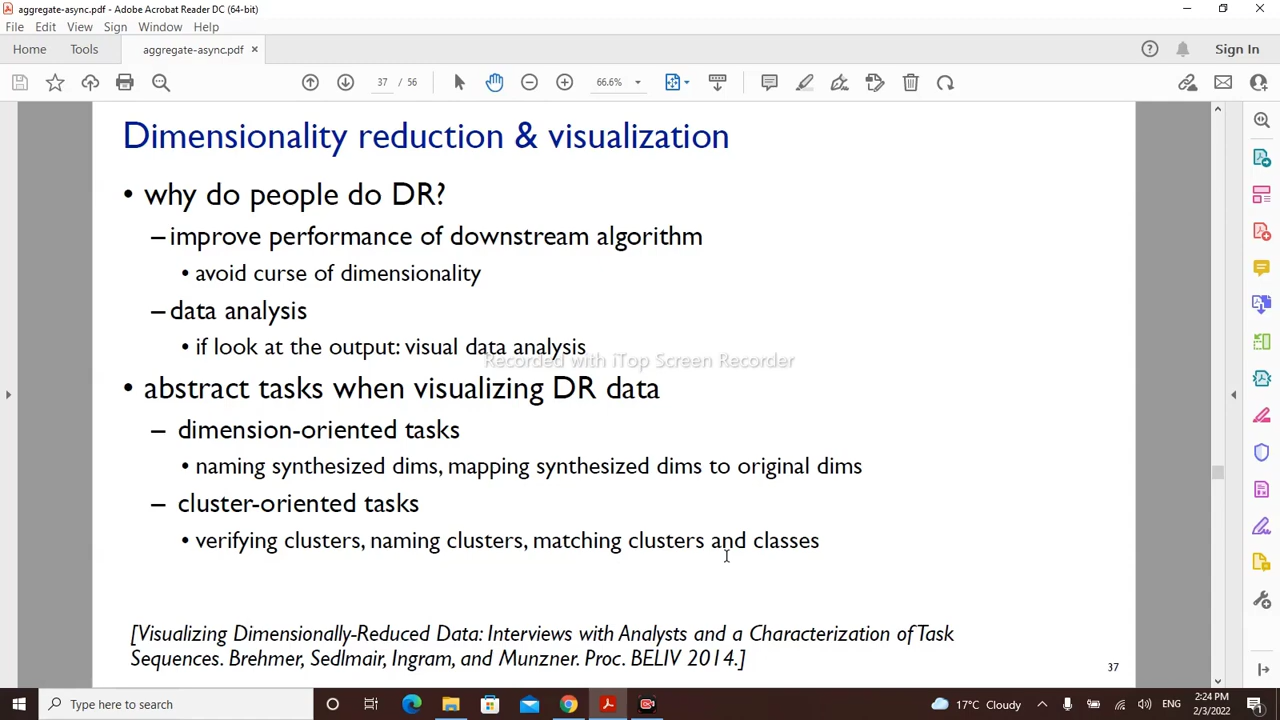 aggregate-async.pdf - Adobe Acrobat Reader DC (64-bit)
File Edit View Sign Window Help
Home Tools aggregate-async.pdf × Sign In
37 / 56 66.6%
Dimensionality reduction & visualization
• why do people do DR?
– improve performance of downstream algorithm
• avoid curse of dimensionality
– data analysis
• if look at the output: visual data analysis
Recorded with iTop Screen Recorder
• abstract tasks when visualizing DR data
– dimension-oriented tasks
• naming synthesized dims, mapping synthesized dims to original dims
– cluster-oriented tasks
• verifying clusters, naming clusters, matching clusters and classes
[Visualizing Dimensionally-Reduced Data: Interviews with Analysts and a Characterization of Task
Sequences. Brehmer, Sedlmair, Ingram, and Munzner. Proc. BELIV 2014.]
37
Type here to search
17°C Cloudy
ENG
2:24 PM
2/3/2022
1